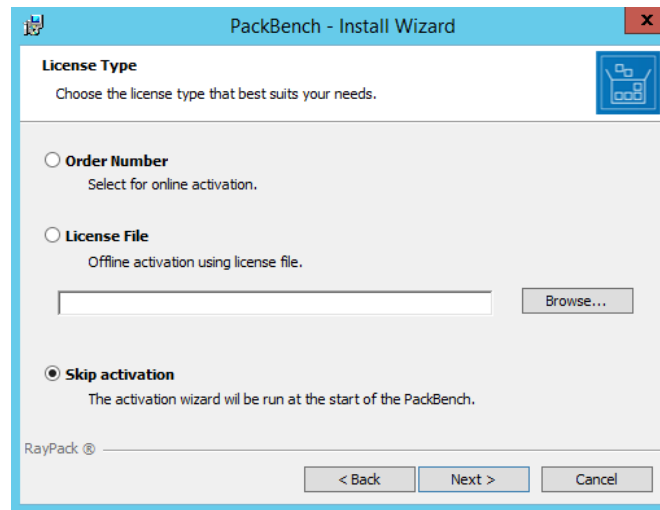 PackBench - Install Wizard
x
License Type
Choose the license type that best suits your needs.
Order Number
Select for online activation.
License File
Offline activation using license file.
Browse...
Skip activation
The activation wizard wil be run at the start of the PackBench.
RayPack ®
< Back
Next >
Cancel